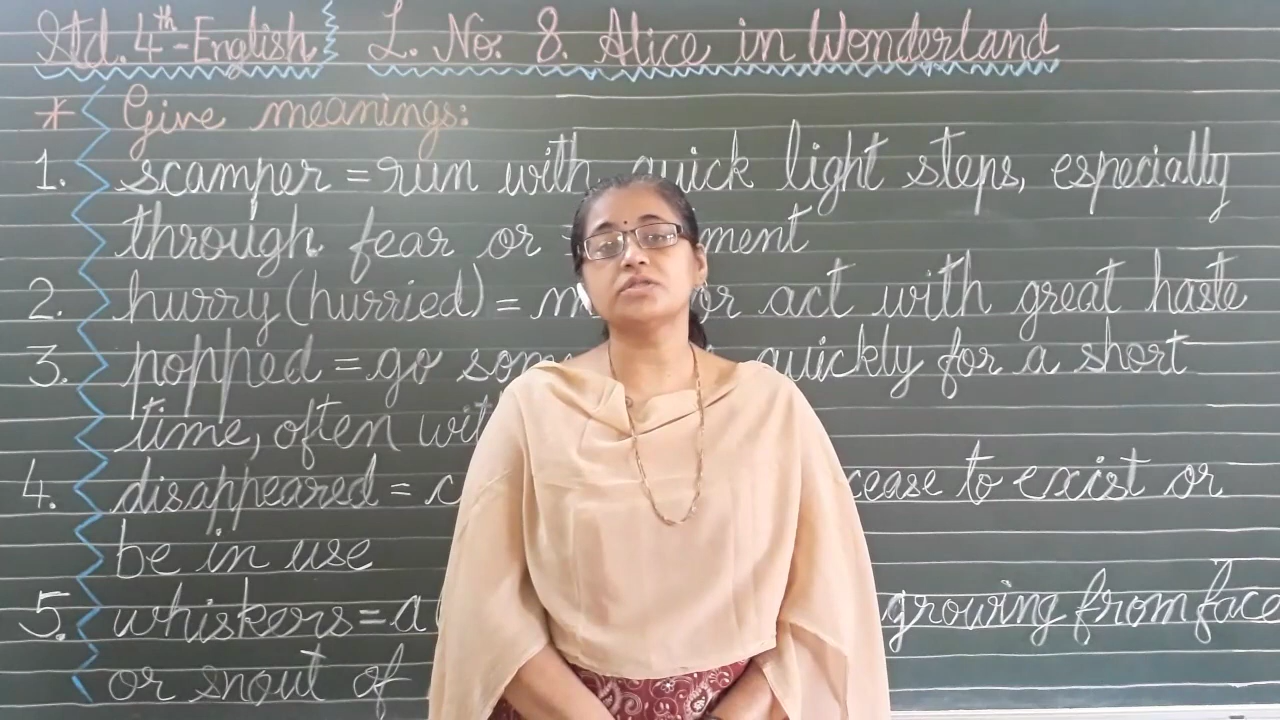 Std. 4th - English L. No. 8. Alice in Wonderland
* Give meanings:
1. scamper = run with quick light steps, especially
through fear or
2. hurry (hurried) = or act with great haste
3. popped = go quickly for a short
time, often
4. disappeared = cease to exist or
be in use
5. whiskers = a growing from face
or snout of